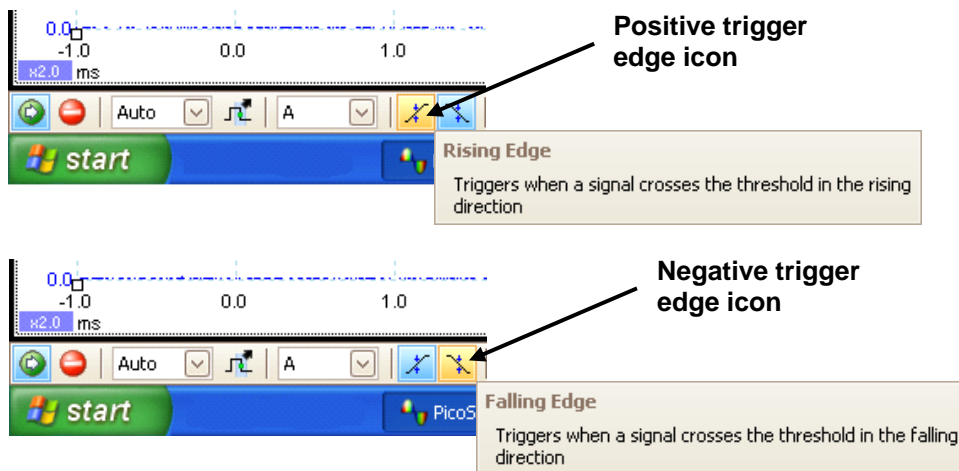 Positive trigger
edge icon
0.0
-1.0 0.0 1.0
x2.0 ms
Auto A
start
Rising Edge
Triggers when a signal crosses the threshold in the rising
direction
Negative trigger
edge icon
0.0
-1.0 0.0 1.0
x2.0 ms
Auto A
start PicoS
Falling Edge
Triggers when a signal crosses the threshold in the falling
direction